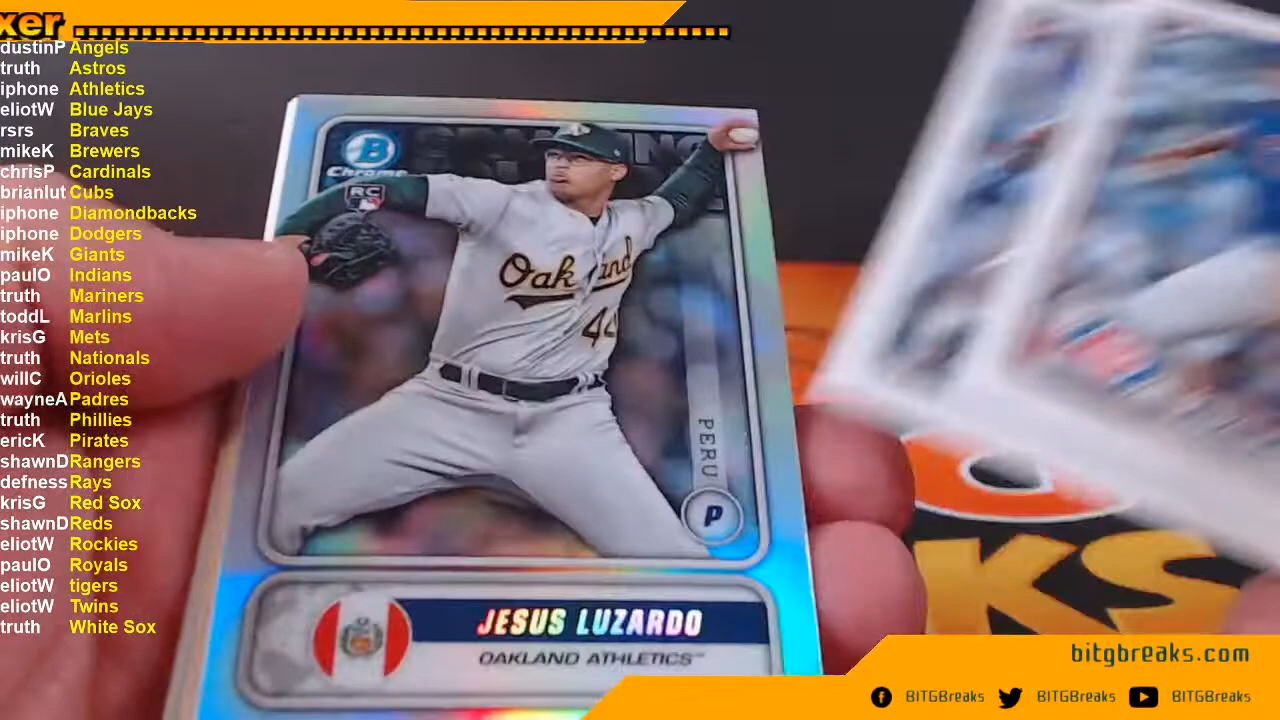 xer
dustinP Angels
truth Astros
iphone Athletics
eliotW Blue Jays
rsrs Braves
mikeK Brewers
chrisP Cardinals
brianlut Cubs
iphone Diamondbacks
iphone Dodgers
mikeK Giants
paulO Indians
truth Mariners
toddL Marlins
krisG Mets
truth Nationals
willC Orioles
wayneA Padres
truth Phillies
ericK Pirates
shawnD Rangers
defness Rays
krisG Red Sox
shawnD Reds
eliotW Rockies
paulO Royals
eliotW tigers
eliotW Twins
truth White Sox
B
Chrome
RC
Oakland
44
PERU
P
JESUS LUZARDO
OAKLAND ATHLETICS™
KS
bitgbreaks.com
BITGBreaks BITGBreaks BITGBreaks